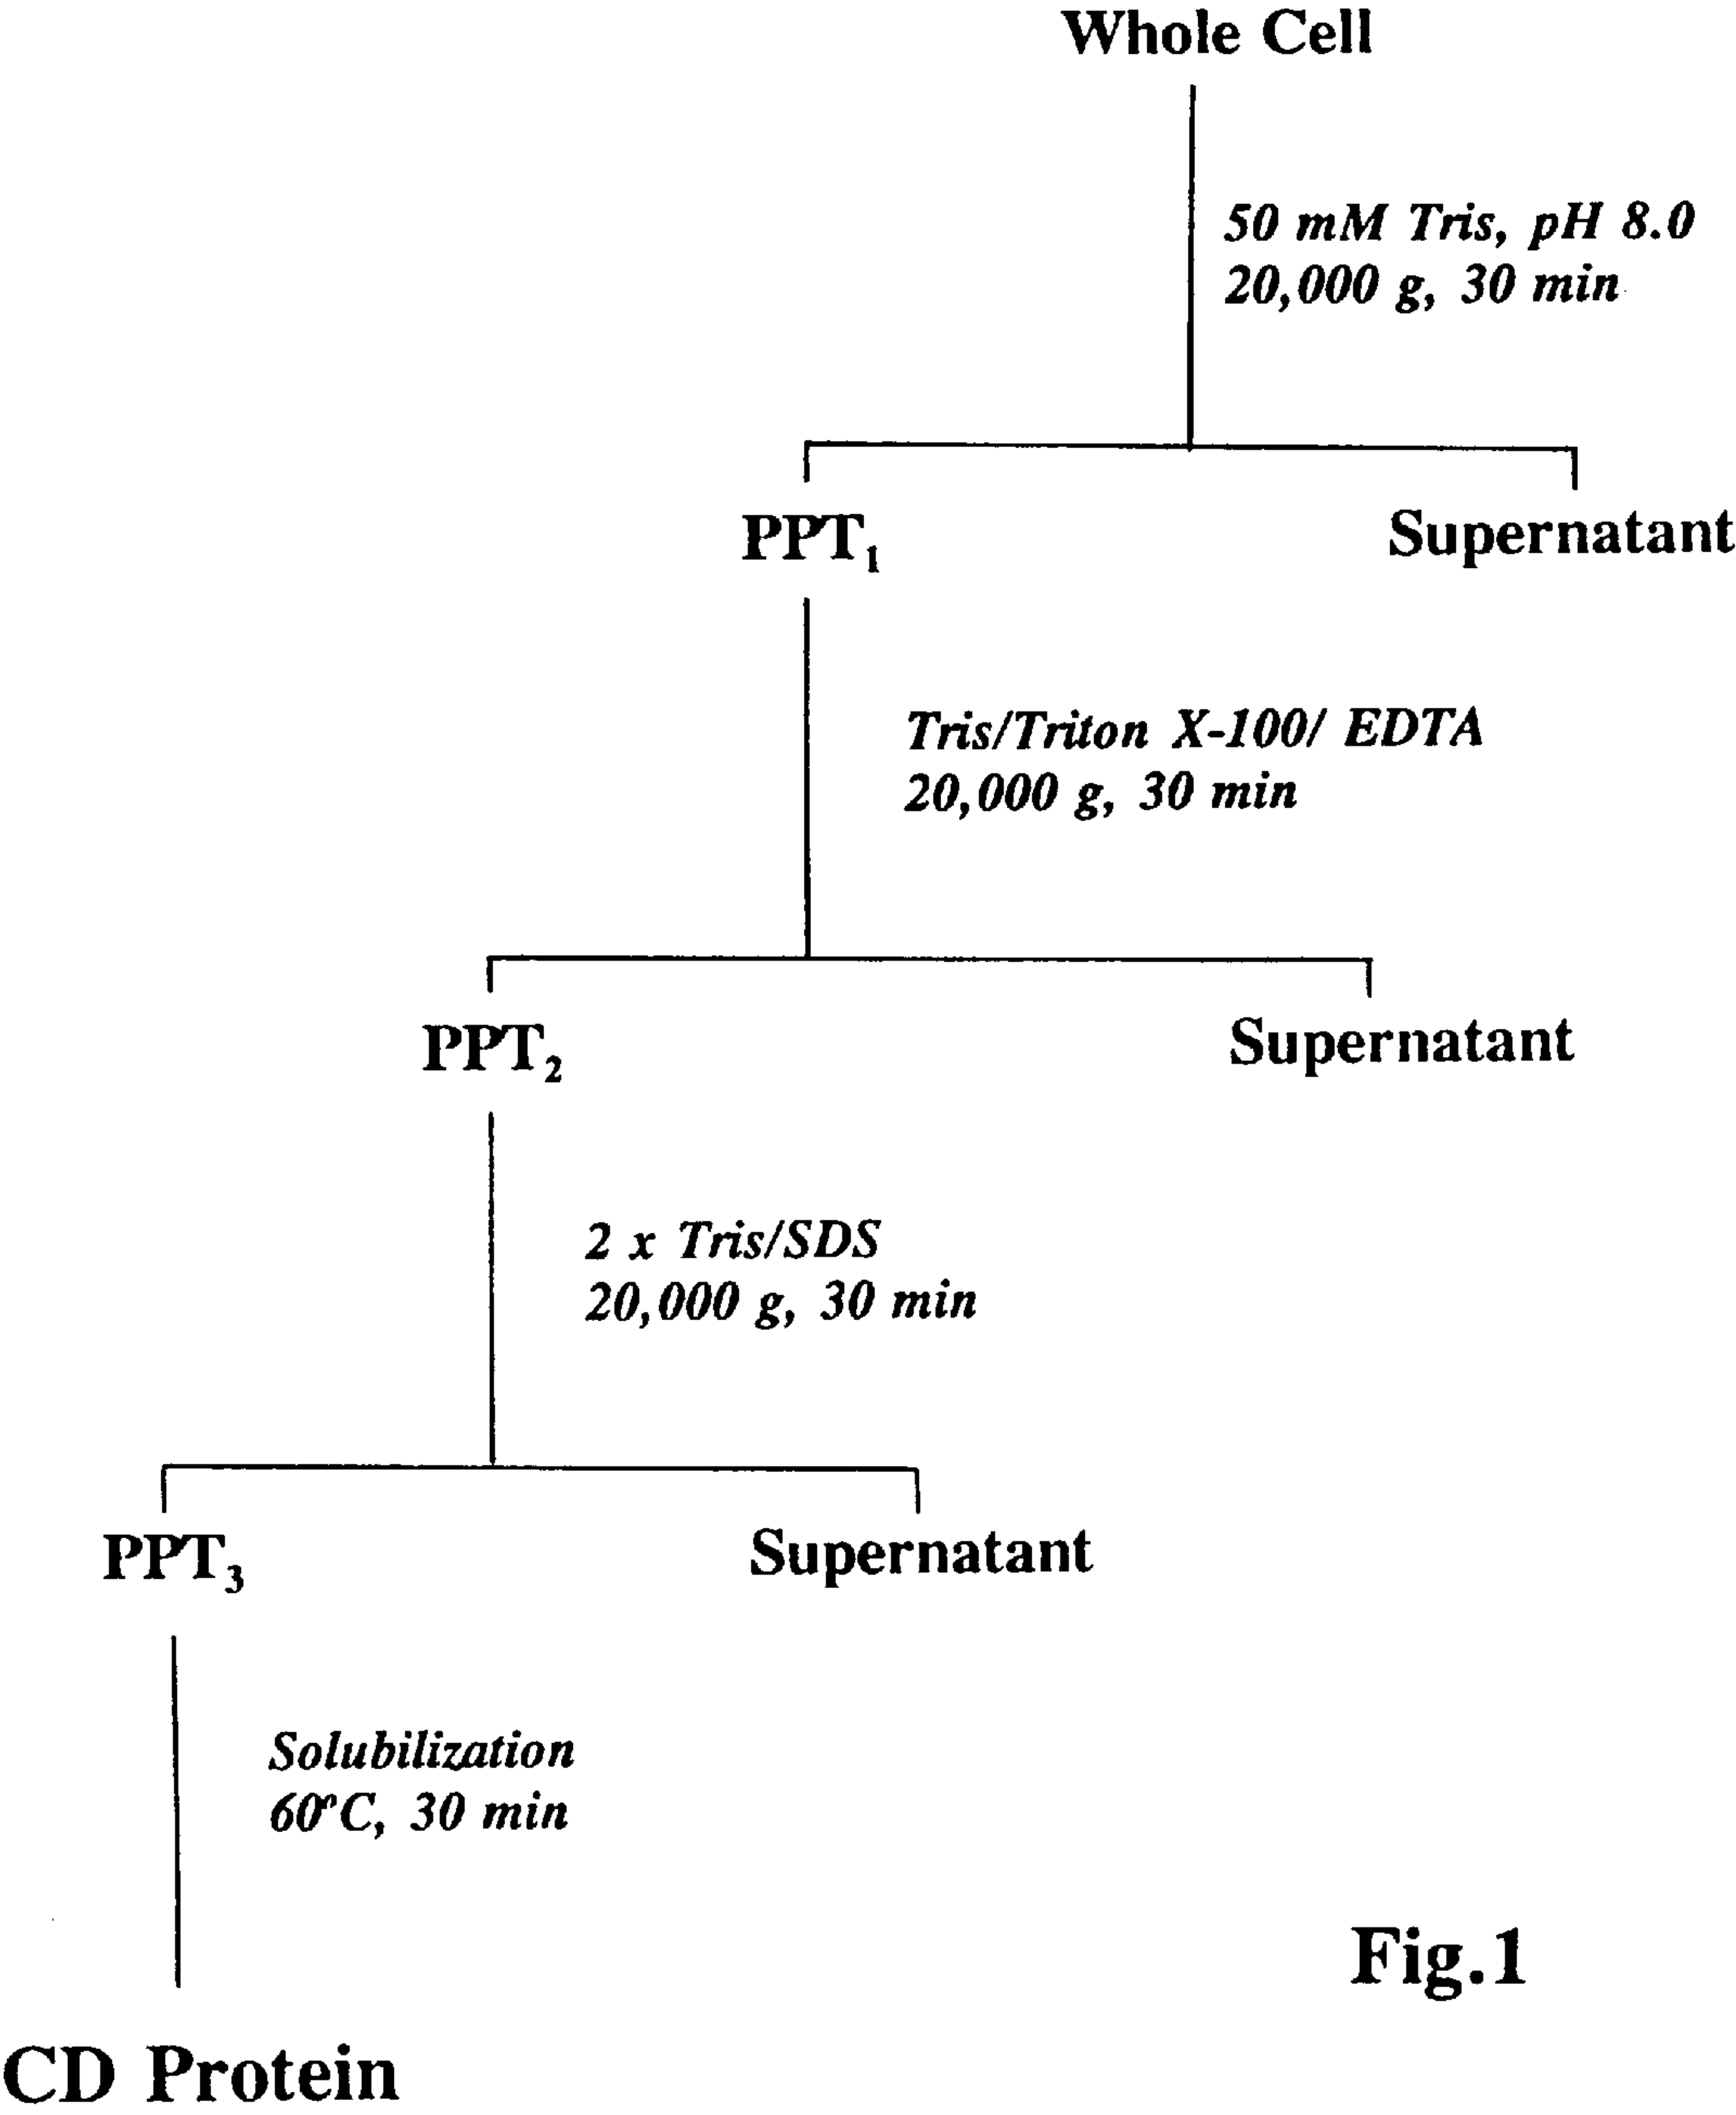 Whole Cell
50 mM Tris, pH 8.0
20,000 g, 30 min
PPT₁
Supernatant
Tris/Triton X-100/ EDTA
20,000 g, 30 min
PPT₂
Supernatant
2 x Tris/SDS
20,000 g, 30 min
PPT₃
Supernatant
Solubilization
60°C, 30 min
Fig.1
CD Protein